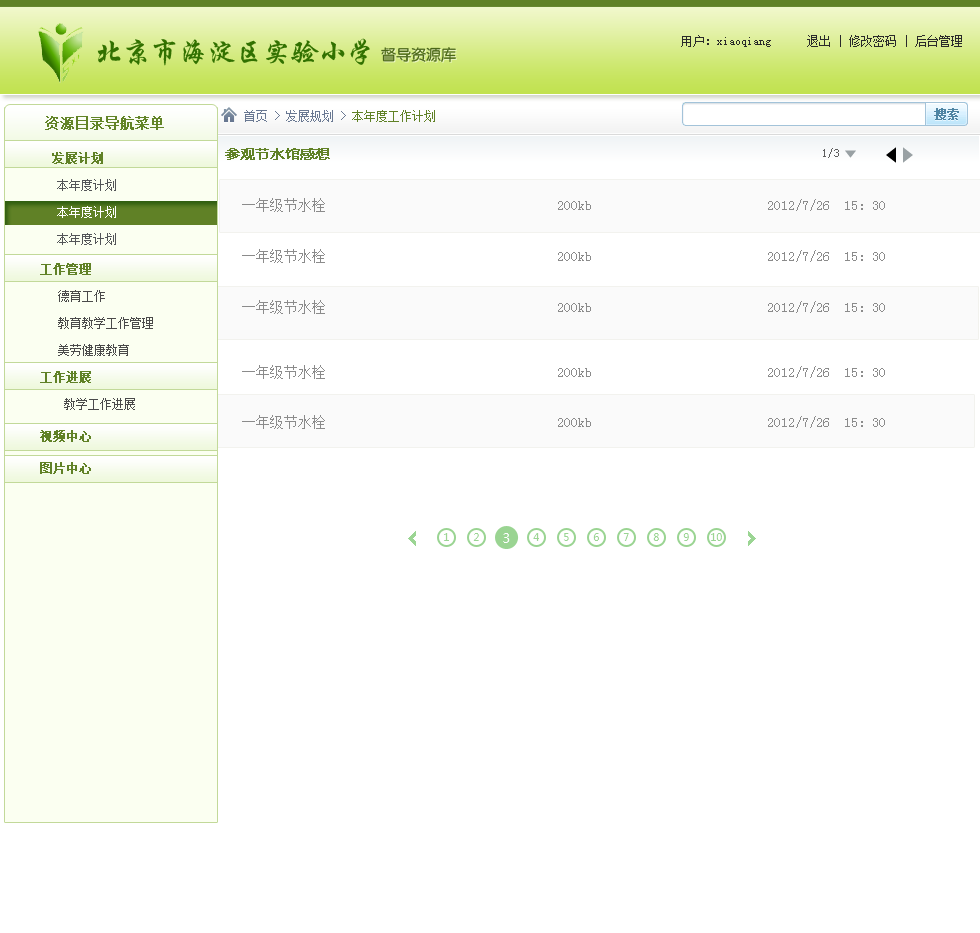 北京市海淀区实验小学 督导资源库
用户: xiaoqiang 退出 | 修改密码 | 后台管理
首页 > 发展规划 > 本年度工作计划
搜索
资源目录导航菜单
发展计划
本年度计划
本年度计划
本年度计划
工作管理
德育工作
教育教学工作管理
美劳健康教育
工作进展
教学工作进展
视频中心
图片中心
参观节水馆感想 1/3
一年级节水栓 200kb 2012/7/26 15: 30
一年级节水栓 200kb 2012/7/26 15: 30
一年级节水栓 200kb 2012/7/26 15: 30
一年级节水栓 200kb 2012/7/26 15: 30
一年级节水栓 200kb 2012/7/26 15: 30
1 2 3 4 5 6 7 8 9 10